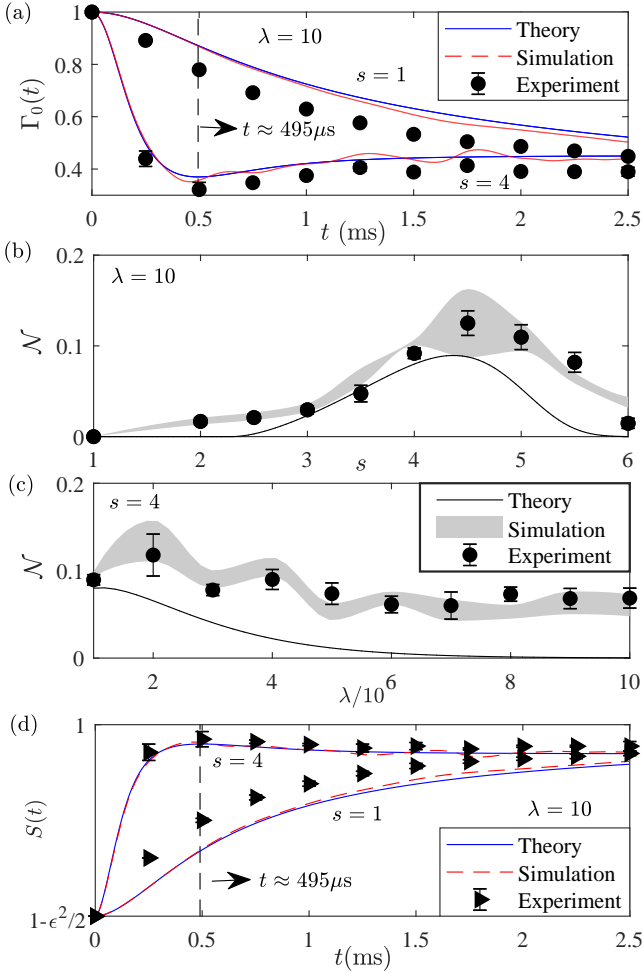 (a)
1
0.8
0.6
0.4
Γ₀(t)
λ = 10
s = 1
t ≈ 495μs
s = 4
Theory
Simulation
Experiment
0 0.5 1 1.5 2 2.5
t (ms)
(b)
0.2
0.1
0
𝒩
λ = 10
1 2 3 4 5 6
s
(c)
0.2
0.1
0
𝒩
s = 4
Theory
Simulation
Experiment
2 4 6 8 10
λ/10
(d)
1
1-ϵ²/2
S(t)
s = 4
s = 1
λ = 10
t ≈ 495μs
Theory
Simulation
Experiment
0 0.5 1.0 1.5 2.0 2.5
t(ms)